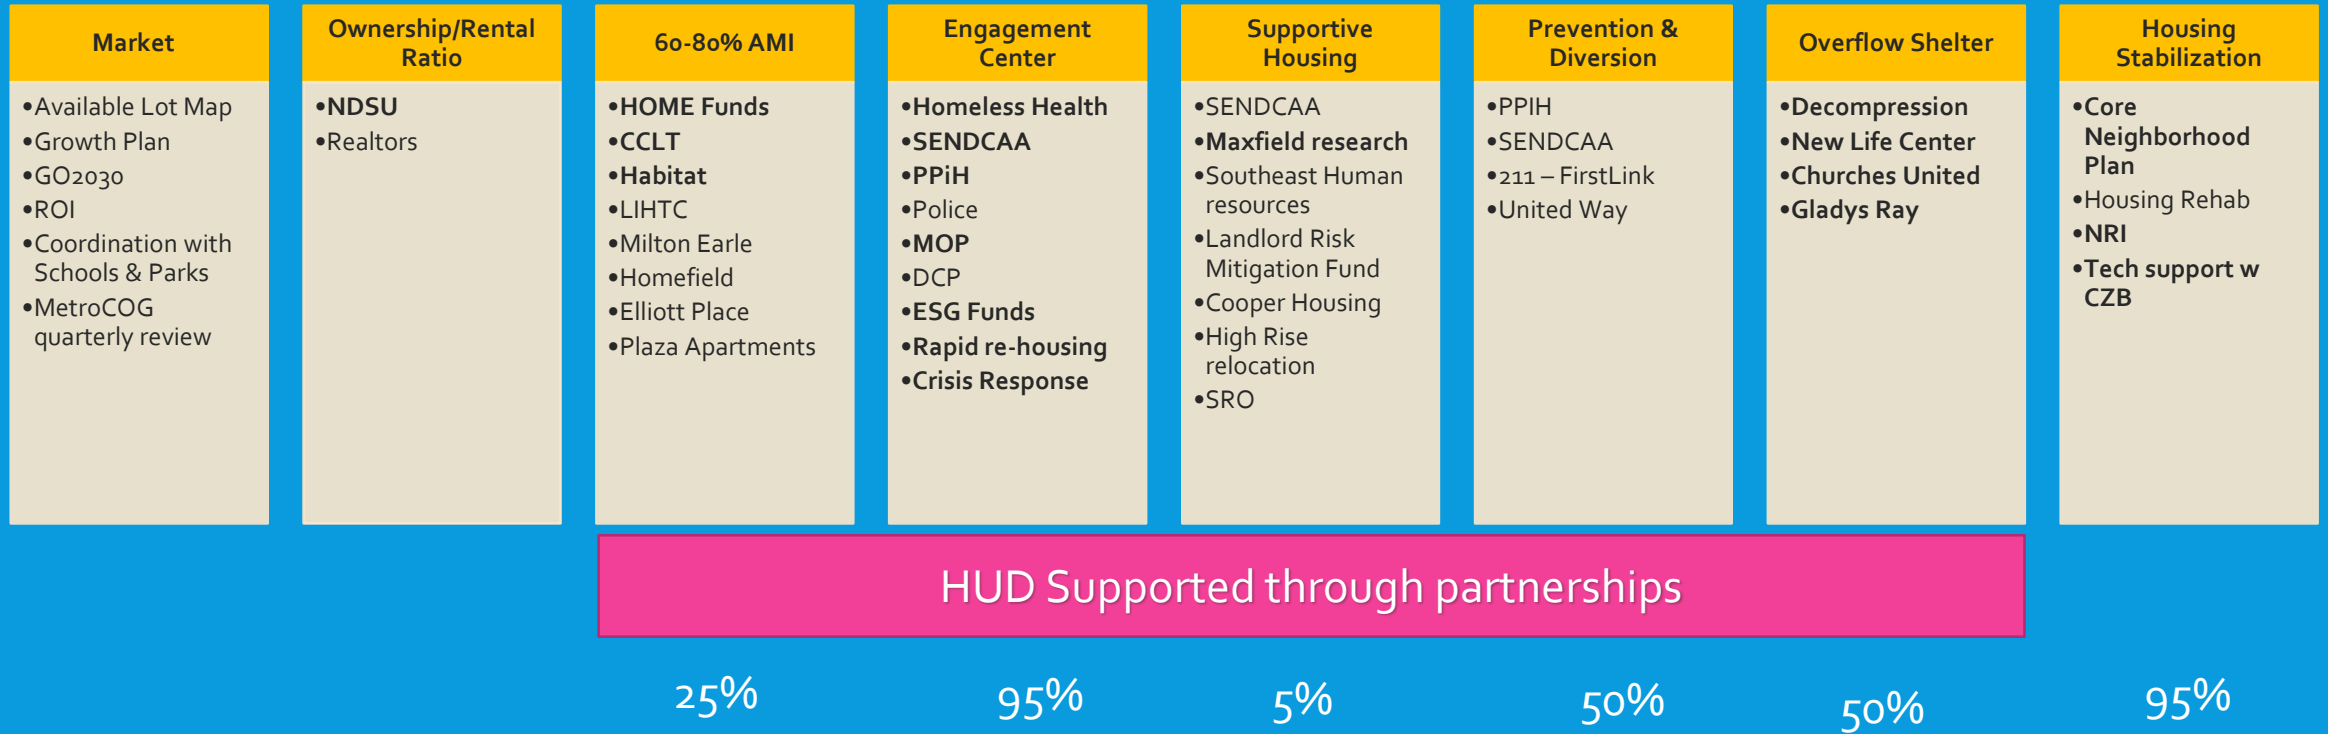 Market
•Available Lot Map
•Growth Plan
•GO2030
•ROI
•Coordination with
Schools & Parks
•MetroCOG
quarterly review
Ownership/Rental
Ratio
•NDSU
•Realtors
60-80% AMI
•HOME Funds
•CCLT
•Habitat
•LIHTC
•Milton Earle
•Homefield
•Elliott Place
•Plaza Apartments
Engagement
Center
•Homeless Health
•SENDCAA
•PPiH
•Police
•MOP
•DCP
•ESG Funds
•Rapid re-housing
•Crisis Response
Supportive
Housing
•SENDCAA
•Maxfield research
•Southeast Human
resources
•Landlord Risk
Mitigation Fund
•Cooper Housing
•High Rise
relocation
•SRO
Prevention &
Diversion
•PPIH
•SENDCAA
•211 – FirstLink
•United Way
Overflow Shelter
•Decompression
•New Life Center
•Churches United
•Gladys Ray
Housing
Stabilization
•Core
Neighborhood
Plan
•Housing Rehab
•NRI
•Tech support w
CZB
HUD Supported through partnerships
25%
95%
5%
50%
50%
95%